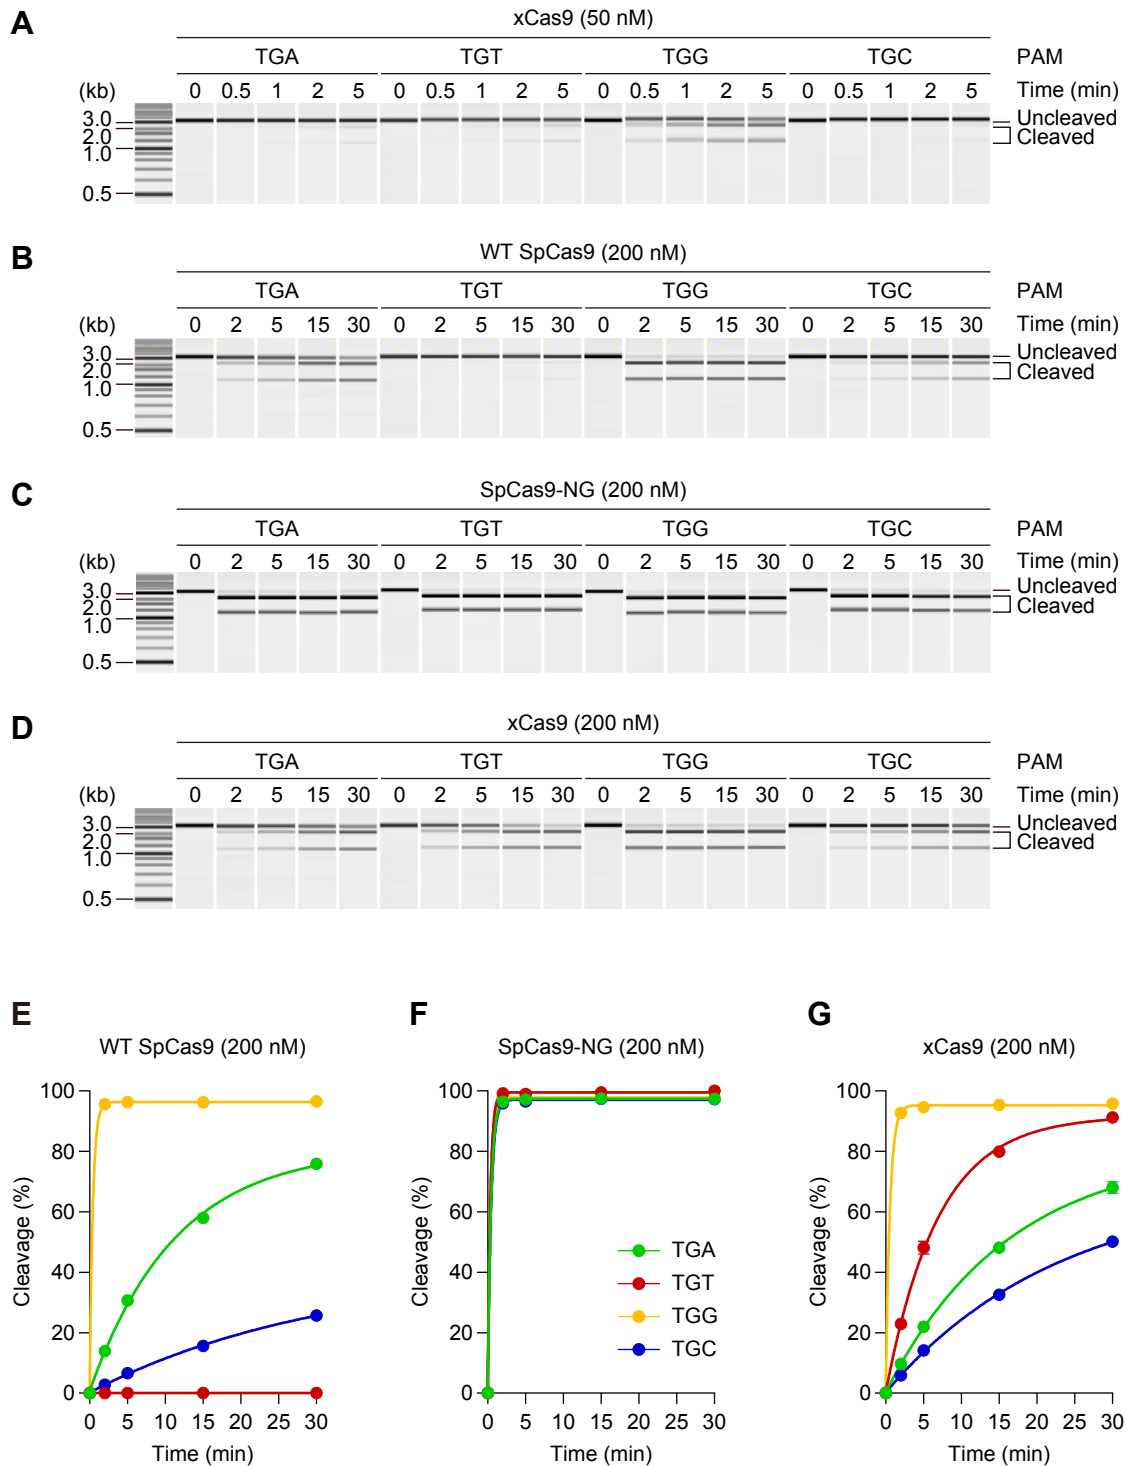 A
xCas9 (50 nM)
TGA TGT TGG TGC PAM
(kb) 0 0.5 1 2 5 0 0.5 1 2 5 0 0.5 1 2 5 0 0.5 1 2 5 Time (min)
3.0 Uncleaved
2.0 Cleaved
1.0
0.5
B
WT SpCas9 (200 nM)
TGA TGT TGG TGC PAM
(kb) 0 2 5 15 30 0 2 5 15 30 0 2 5 15 30 0 2 5 15 30 Time (min)
3.0 Uncleaved
2.0 Cleaved
1.0
0.5
C
SpCas9-NG (200 nM)
TGA TGT TGG TGC PAM
(kb) 0 2 5 15 30 0 2 5 15 30 0 2 5 15 30 0 2 5 15 30 Time (min)
3.0 Uncleaved
2.0 Cleaved
1.0
0.5
D
xCas9 (200 nM)
TGA TGT TGG TGC PAM
(kb) 0 2 5 15 30 0 2 5 15 30 0 2 5 15 30 0 2 5 15 30 Time (min)
3.0 Uncleaved
2.0 Cleaved
1.0
0.5
E
WT SpCas9 (200 nM)
Cleavage (%)
100
80
60
40
20
0
0 5 10 15 20 25 30
Time (min)
F
SpCas9-NG (200 nM)
Cleavage (%)
100
80
60
40
20
0
TGA
TGT
TGG
TGC
0 5 10 15 20 25 30
Time (min)
G
xCas9 (200 nM)
Cleavage (%)
100
80
60
40
20
0
0 5 10 15 20 25 30
Time (min)